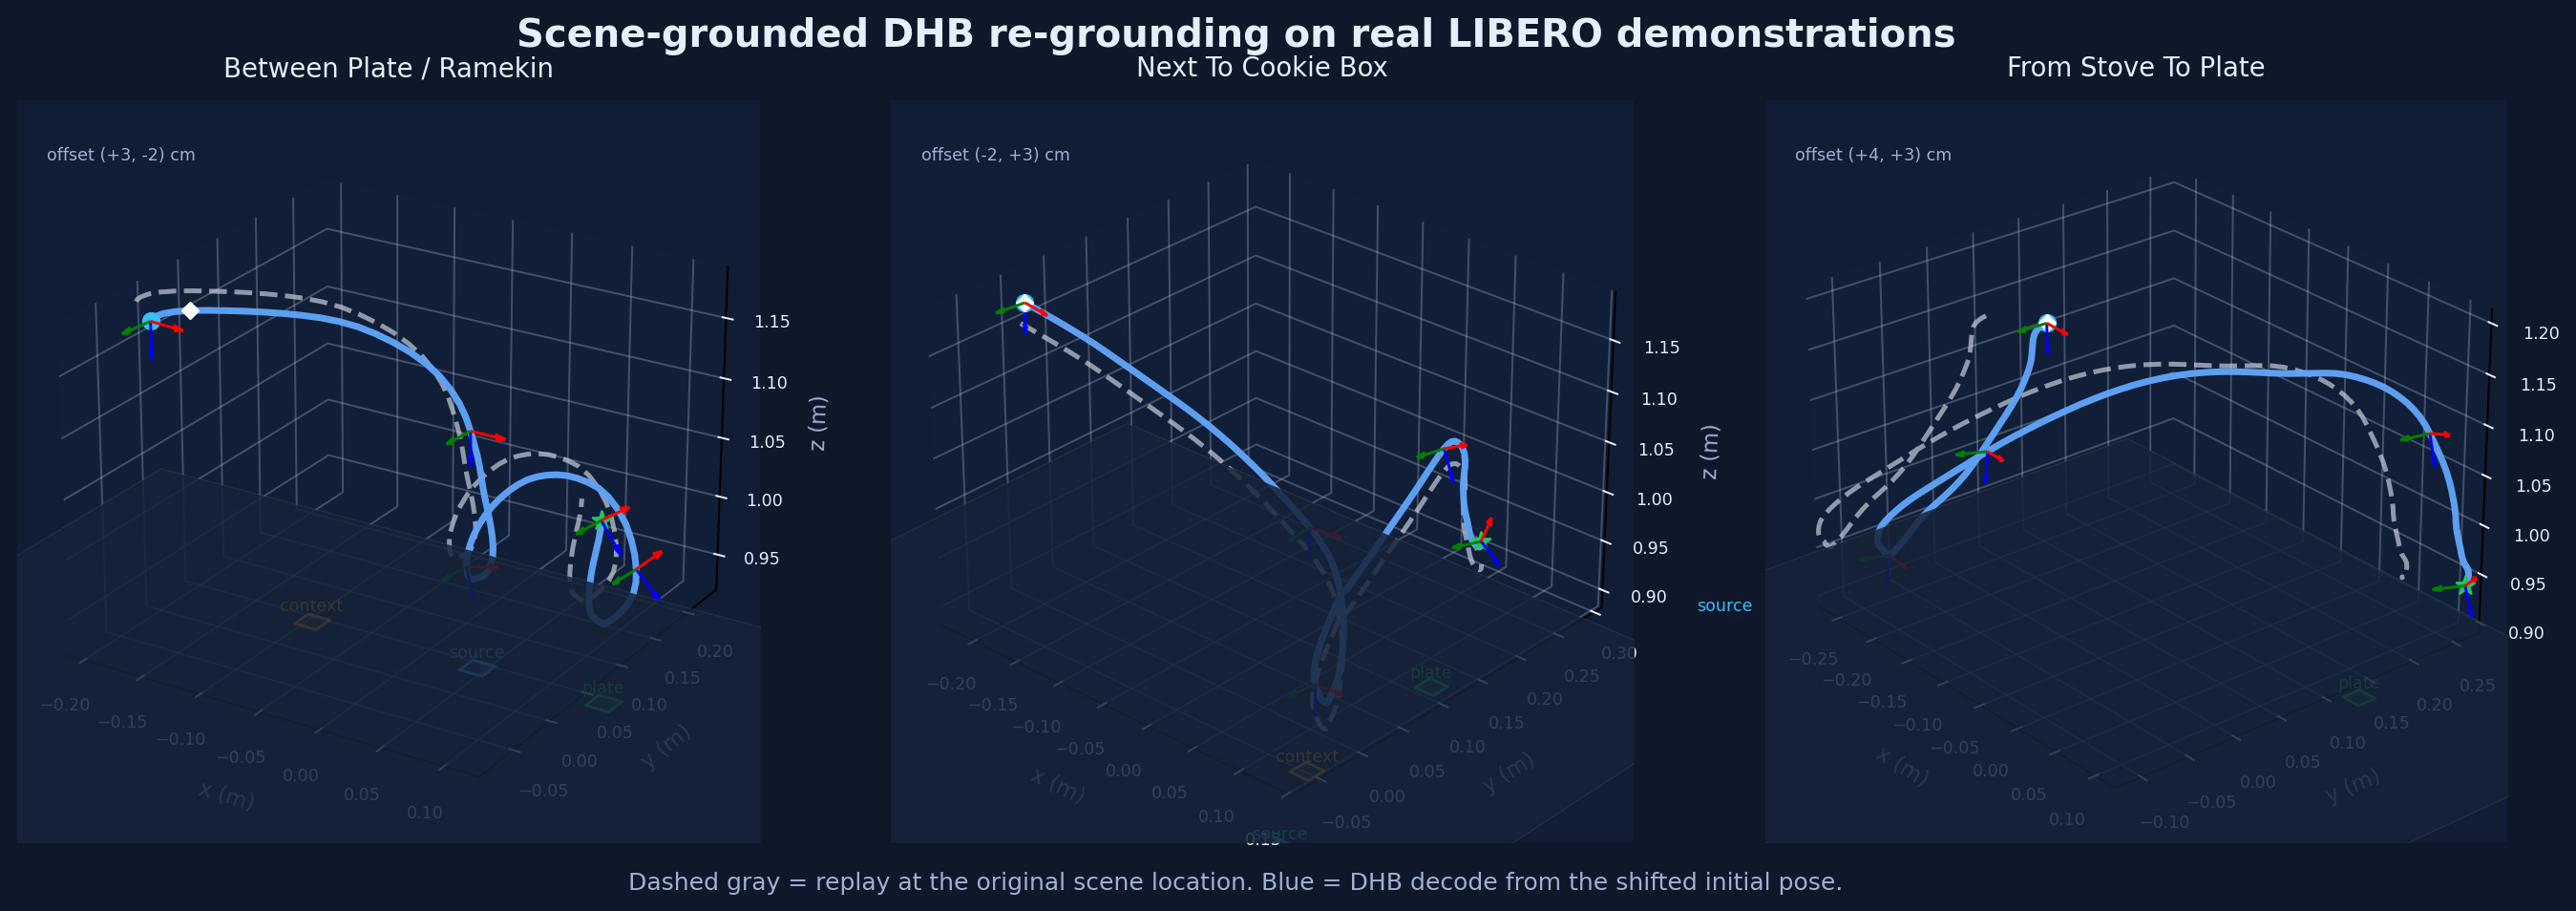 Scene-grounded DHB re-grounding on real LIBERO demonstrations
Between Plate / Ramekin
offset (+3, -2) cm
1.15
1.10
1.05
1.00
0.95
z (m)
context
source
plate
−0.20
−0.15
−0.10
−0.05
0.00
0.05
0.10
x (m)
−0.05
0.00
0.05
0.10
0.15
0.20
y (m)
Next To Cookie Box
offset (-2, +3) cm
1.15
1.10
1.05
1.00
0.95
0.90
z (m)
source
plate
context
−0.20
−0.15
−0.10
−0.05
0.00
0.05
0.10
0.15
x (m)
−0.05
0.00
0.05
0.10
0.15
0.20
0.25
0.30
y (m)
source
From Stove To Plate
offset (+4, +3) cm
1.20
1.15
1.10
1.05
1.00
0.95
0.90
plate
−0.25
−0.20
−0.15
−0.10
−0.05
0.00
0.05
0.10
x (m)
−0.10
−0.05
0.00
0.05
0.10
0.15
0.20
0.25
y (m)
Dashed gray = replay at the original scene location. Blue = DHB decode from the shifted initial pose.